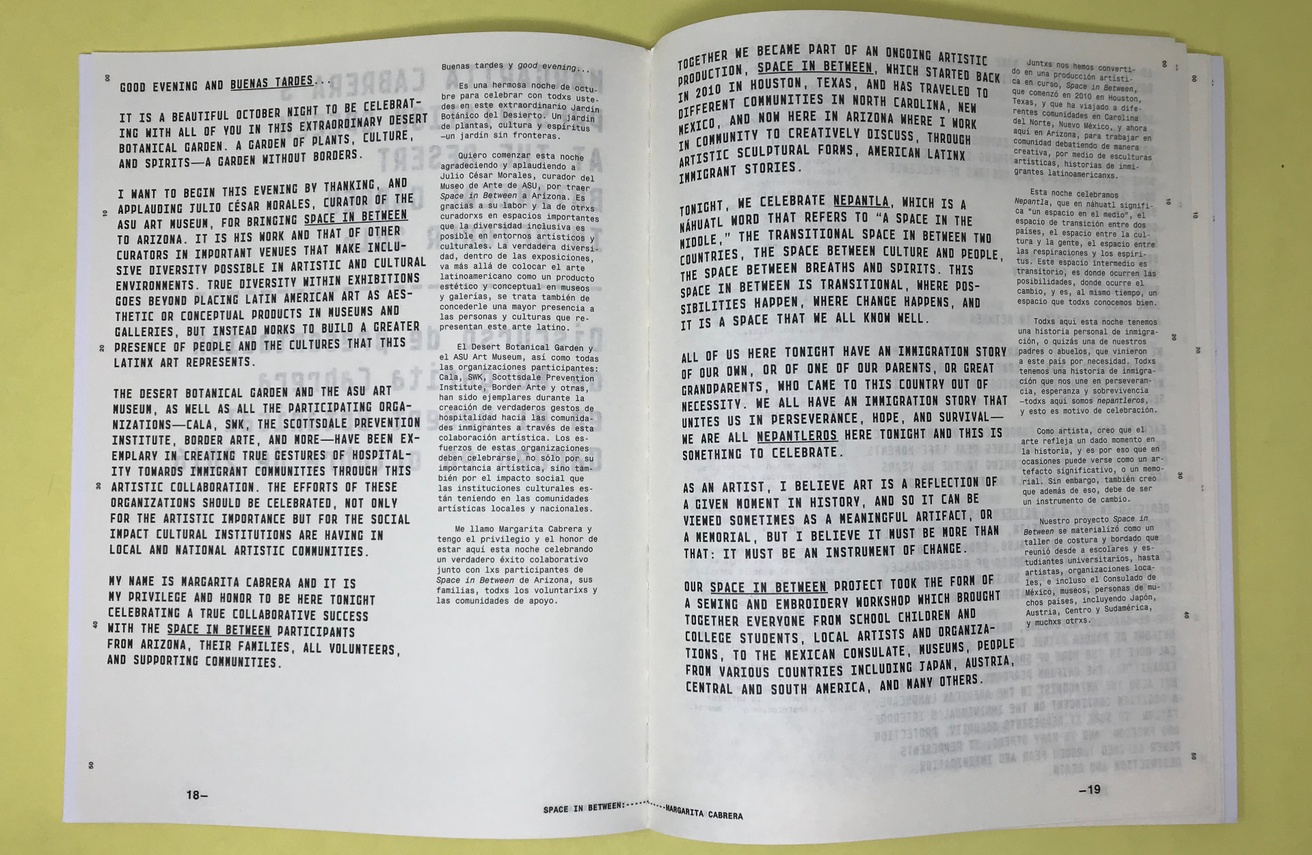 GOOD EVENING AND BUENAS TARDES...
IT IS A BEAUTIFUL OCTOBER NIGHT TO BE CELEBRAT-
ING WITH ALL OF YOU IN THIS EXTRAORDINARY DESERT
BOTANICAL GARDEN. A GARDEN OF PLANTS, CULTURE,
AND SPIRITS—A GARDEN WITHOUT BORDERS.
I WANT TO BEGIN THIS EVENING BY THANKING, AND
APPLAUDING JULIO CÉSAR MORALES, CURATOR OF THE
ASU ART MUSEUM, FOR BRINGING SPACE IN BETWEEN
TO ARIZONA. IT IS HIS WORK AND THAT OF OTHER
CURATORS IN IMPORTANT VENUES THAT MAKE INCLU-
SIVE DIVERSITY POSSIBLE IN ARTISTIC AND CULTURAL
ENVIRONMENTS. TRUE DIVERSITY WITHIN EXHIBITIONS
GOES BEYOND PLACING LATIN AMERICAN ART AS AES-
THETIC OR CONCEPTUAL PRODUCTS IN MUSEUMS AND
GALLERIES, BUT INSTEAD WORKS TO BUILD A GREATER
PRESENCE OF PEOPLE AND THE CULTURES THAT THIS
LATINX ART REPRESENTS.
THE DESERT BOTANICAL GARDEN AND THE ASU ART
MUSEUM, AS WELL AS ALL THE PARTICIPATING ORGA-
NIZATIONS—CALA, SWK, THE SCOTTSDALE PREVENTION
INSTITUTE, BORDER ARTE, AND MORE—HAVE BEEN EX-
EMPLARY IN CREATING TRUE GESTURES OF HOSPITAL-
ITY TOWARDS IMMIGRANT COMMUNITIES THROUGH THIS
ARTISTIC COLLABORATION. THE EFFORTS OF THESE
ORGANIZATIONS SHOULD BE CELEBRATED, NOT ONLY
FOR THE ARTISTIC IMPORTANCE BUT FOR THE SOCIAL
IMPACT CULTURAL INSTITUTIONS ARE HAVING IN
LOCAL AND NATIONAL ARTISTIC COMMUNITIES.
MY NAME IS MARGARITA CABRERA AND IT IS
MY PRIVILEGE AND HONOR TO BE HERE TONIGHT
CELEBRATING A TRUE COLLABORATIVE SUCCESS
WITH THE SPACE IN BETWEEN PARTICIPANTS
FROM ARIZONA, THEIR FAMILIES, ALL VOLUNTEERS,
AND SUPPORTING COMMUNITIES.
Buenas tardes y good evening...
Es una hermosa noche de octu-
bre para celebrar con todxs uste-
des en este extraordinario Jardín
Botánico del Desierto. Un jardín
de plantas, cultura y espíritus
—un jardín sin fronteras.
Quiero comenzar esta noche
agradeciendo y aplaudiendo a
Julio César Morales, curador del
Museo de Arte de ASU, por traer
Space in Between a Arizona. Es
gracias a su labor y la de otrxs
curadorxs en espacios importantes
que la diversidad inclusiva es
posible en entornos artísticos y
culturales. La verdadera diversi-
dad, dentro de las exposiciones,
va más allá de colocar el arte
latinoamericano como un producto
estético y conceptual en museos
y galerías, se trata también de
concederle una mayor presencia a
las personas y culturas que re-
presentan este arte latino.
El Desert Botanical Garden y
el ASU Art Museum, así como todas
las organizaciones participantes:
Cala, SWK, Scottsdale Prevention
Institute, Border Arte y otras,
han sido ejemplares durante la
creación de verdaderos gestos de
hospitalidad hacia las comunida-
des inmigrantes a través de esta
colaboración artística. Los es-
fuerzos de estas organizaciones
deben celebrarse, no sólo por su
importancia artística, sino tam-
bién por el impacto social que
las instituciones culturales es-
tán teniendo en las comunidades
artísticas locales y nacionales.
Me llamo Margarita Cabrera y
tengo el privilegio y el honor de
estar aquí esta noche celebrando
un verdadero éxito colaborativo
junto con lxs participantes de
Space in Between de Arizona, sus
familias, todxs los voluntarixs y
las comunidades de apoyo.
00
10
20
30
40
50
18—
SPACE IN BETWEEN:
TOGETHER WE BECAME PART OF AN ONGOING ARTISTIC
PRODUCTION, SPACE IN BETWEEN, WHICH STARTED BACK
IN 2010 IN HOUSTON, TEXAS, AND HAS TRAVELED TO
DIFFERENT COMMUNITIES IN NORTH CAROLINA, NEW
MEXICO, AND NOW HERE IN ARIZONA WHERE I WORK
IN COMMUNITY TO CREATIVELY DISCUSS, THROUGH
ARTISTIC SCULPTURAL FORMS, AMERICAN LATINX
IMMIGRANT STORIES.
TONIGHT, WE CELEBRATE NEPANTLA, WHICH IS A
NÁHUATL WORD THAT REFERS TO “A SPACE IN THE
MIDDLE,” THE TRANSITIONAL SPACE IN BETWEEN TWO
COUNTRIES, THE SPACE BETWEEN CULTURE AND PEOPLE,
THE SPACE BETWEEN BREATHS AND SPIRITS. THIS
SPACE IN BETWEEN IS TRANSITIONAL, WHERE POS-
SIBILITIES HAPPEN, WHERE CHANGE HAPPENS, AND
IT IS A SPACE THAT WE ALL KNOW WELL.
ALL OF US HERE TONIGHT HAVE AN IMMIGRATION STORY
OF OUR OWN, OR OF ONE OF OUR PARENTS, OR GREAT
GRANDPARENTS, WHO CAME TO THIS COUNTRY OUT OF
NECESSITY. WE ALL HAVE AN IMMIGRATION STORY THAT
UNITES US IN PERSEVERANCE, HOPE, AND SURVIVAL—
WE ARE ALL NEPANTLEROS HERE TONIGHT AND THIS IS
SOMETHING TO CELEBRATE.
AS AN ARTIST, I BELIEVE ART IS A REFLECTION OF
A GIVEN MOMENT IN HISTORY, AND SO IT CAN BE
VIEWED SOMETIMES AS A MEANINGFUL ARTIFACT, OR
A MEMORIAL, BUT I BELIEVE IT MUST BE MORE THAN
THAT: IT MUST BE AN INSTRUMENT OF CHANGE.
OUR SPACE IN BETWEEN PROJECT TOOK THE FORM OF
A SEWING AND EMBROIDERY WORKSHOP WHICH BROUGHT
TOGETHER EVERYONE FROM SCHOOL CHILDREN AND
COLLEGE STUDENTS, LOCAL ARTISTS AND ORGANIZA-
TIONS, TO THE MEXICAN CONSULATE, MUSEUMS, PEOPLE
FROM VARIOUS COUNTRIES INCLUDING JAPAN, AUSTRIA,
CENTRAL AND SOUTH AMERICA, AND MANY OTHERS.
Juntxs nos hemos converti-
do en una producción artísti-
ca en curso, Space in Between,
que comenzó en 2010 en Houston,
Texas, y que ha viajado a dife-
rentes comunidades en Carolina
del Norte, Nuevo México, y ahora
aquí en Arizona, para trabajar en
comunidad debatiendo de manera
creativa, por medio de esculturas
artísticas, historias de inmi-
grantes latinoamericanxs.
Esta noche celebramos
Nepantla, que en náhuatl signifi-
ca “un espacio en el medio”, el
espacio de transición entre dos
países, el espacio entre la cul-
tura y la gente, el espacio entre
las respiraciones y los espíri-
tus. Este espacio intermedio es
transitorio, es donde ocurren las
posibilidades, donde ocurre el
cambio, y es, al mismo tiempo, un
espacio que todxs conocemos bien.
Todxs aquí esta noche tenemos
una historia personal de inmigra-
ción, o quizás una de nuestros
padres o abuelos, que vinieron
a este país por necesidad. Todxs
tenemos una historia de inmigra-
ción que nos une en perseveran-
cia, esperanza y sobrevivencia
—todxs aquí somos nepantleros,
y esto es motivo de celebración.
Como artista, creo que el
arte refleja un dado momento en
la historia, y es por eso que en
ocasiones puede verse como un ar-
tefacto significativo, o un memo-
rial. Sin embargo, también creo
que además de eso, debe de ser
un instrumento de cambio.
Nuestro proyecto Space in
Between se materializó como un
taller de costura y bordado que
reunió desde a escolares y es-
tudiantes universitarios, hasta
artistas, organizaciones loca-
les, e incluso el Consulado de
México, museos, personas de mu-
chos países, incluyendo Japón,
Austria, Centro y Sudamérica,
y muchxs otrxs.
00
10
20
30
40
50
—19
MARGARITA CABRERA